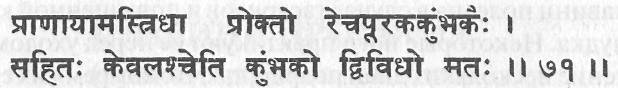 प्राणायामस्त्रिधा प्रोक्तो रेचपूरककुंभकैः ।
सहितः केवलश्चेति कुंभको द्विविधो मतः ॥ ७१ ॥